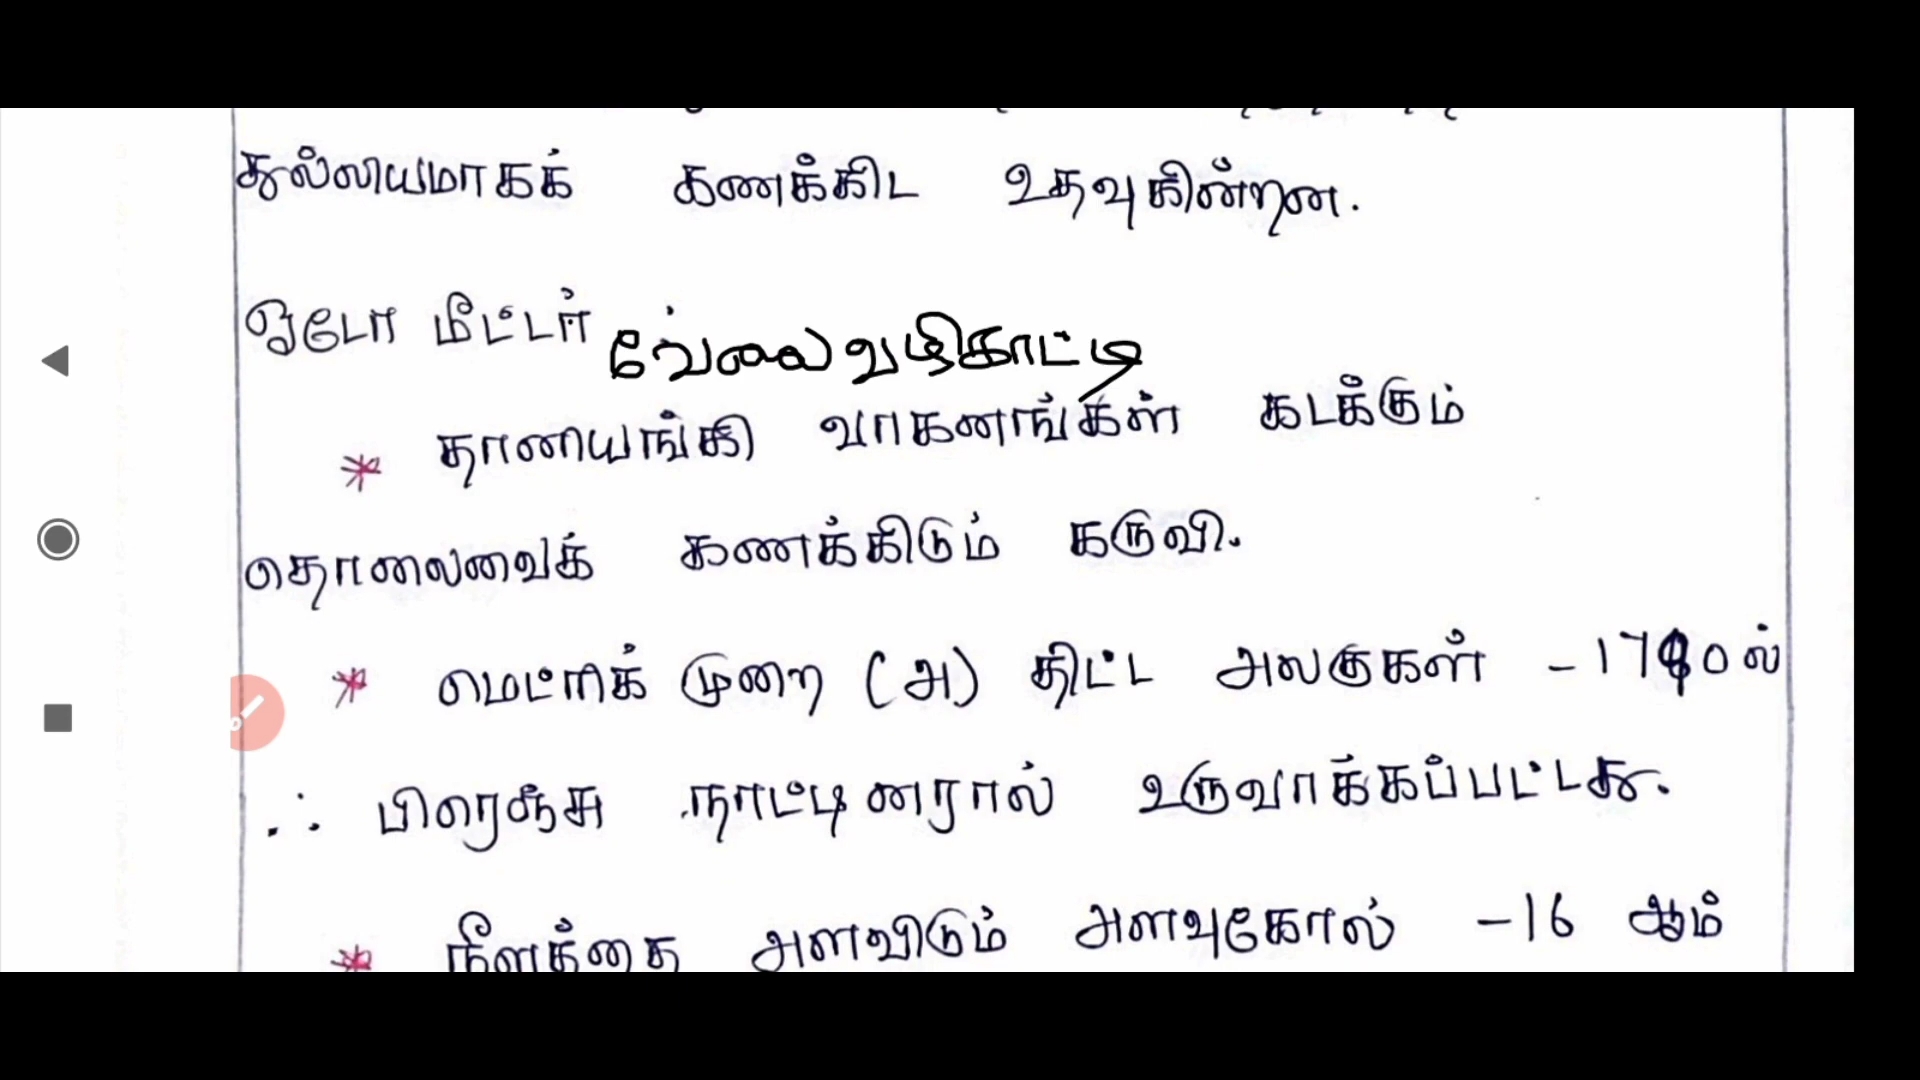 துல்லியமாகக் கணக்கிட உதவுகின்றன.
ஓடோ மீட்டர்
வேலைவழிகாட்டி
* தானியங்கி வாகனங்கள் கடக்கும்
தொலைவைக் கணக்கிடும் கருவி.
* மெட்ரிக் முறை (அ) திட்ட அலகுகள் - 1790ல்
∴ பிரெஞ்சு நாட்டினரால் உருவாக்கப்பட்டது.
* நீளத்தை அளவிடும் அளவுகோல் - 16 ஆம்